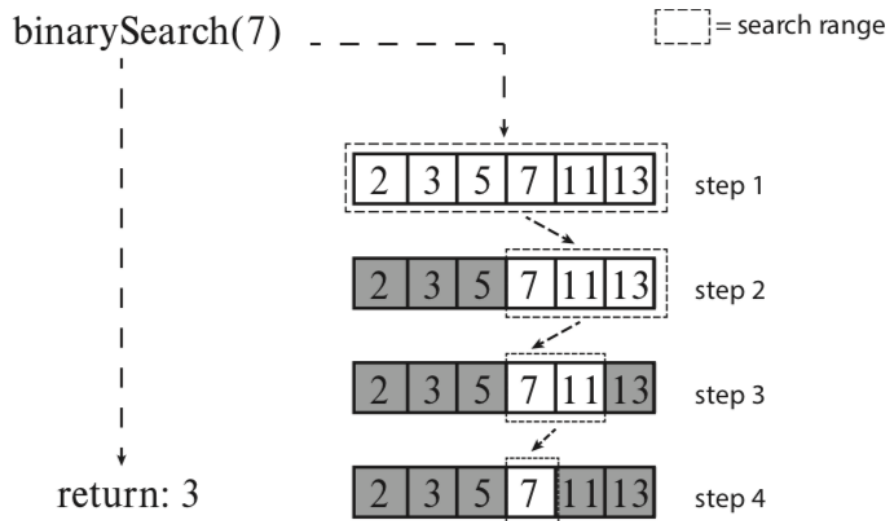 binarySearch(7)
= search range
2 3 5 7 11 13 step 1
2 3 5 7 11 13 step 2
2 3 5 7 11 13 step 3
return: 3
2 3 5 7 11 13 step 4